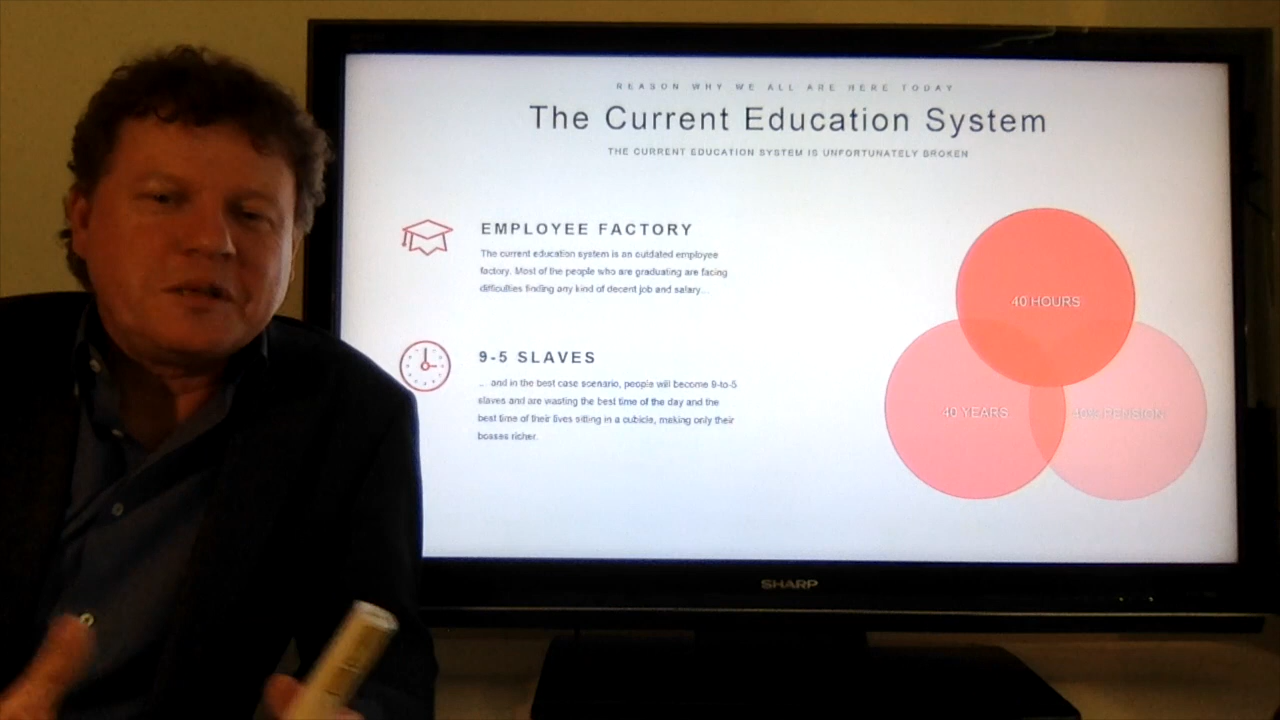 REASON WHY WE ALL ARE HERE TODAY
The Current Education System
THE CURRENT EDUCATION SYSTEM IS UNFORTUNATELY BROKEN
EMPLOYEE FACTORY
The current education system is an outdated employee
factory. Most of the people who are graduating are facing
difficulties finding any kind of decent job and salary...
9-5 SLAVES
... and in the best case scenario, people will become 9-to-5
slaves and are wasting the best time of the day and the
best time of their lives sitting in a cubicle, making only their
bosses richer.
40 HOURS
40 YEARS
PENSION
SHARP